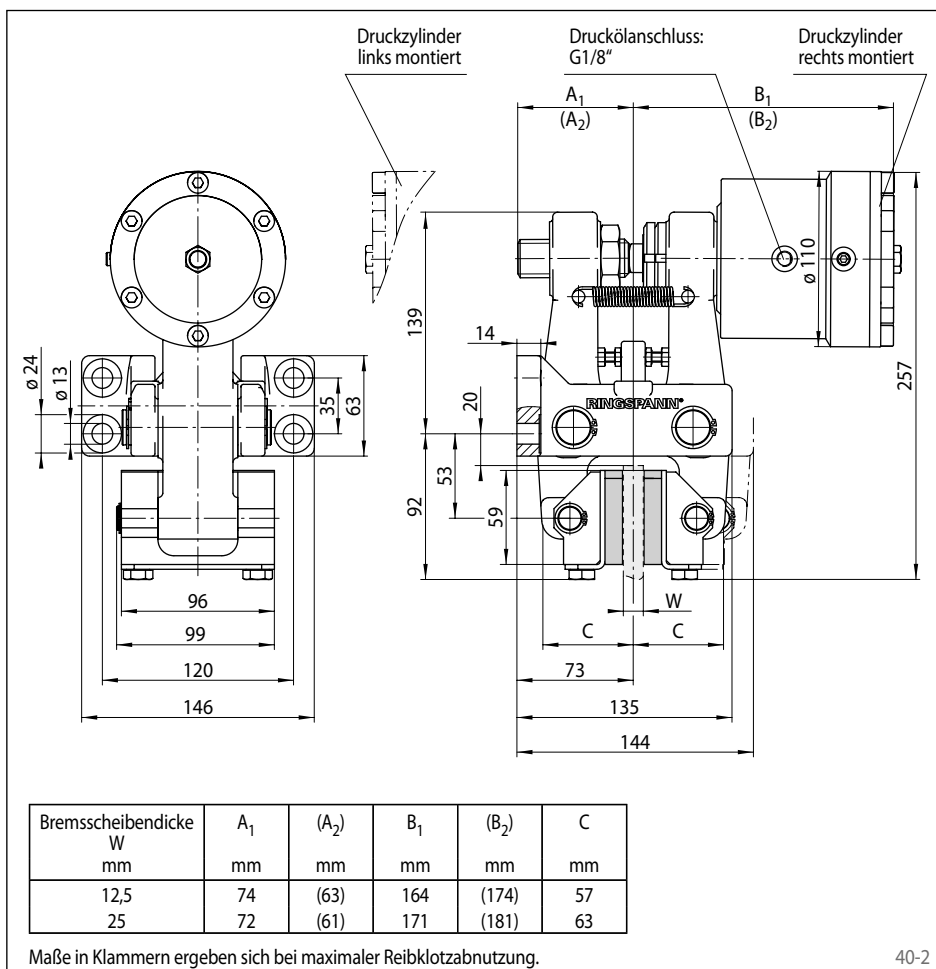 Druckzylinder
links montiert
Druckölanschluss:
G1/8“
Druckzylinder
rechts montiert
A1
(A2)
B1
(B2)
ø 110
139
14
257
ø 24
ø 13
35
63
20
RINGSPANN®
53
92
59
96
W
99
C
C
120
73
146
135
144
Bremsscheibendicke A1 (A2) B1 (B2) C
W
mm mm mm mm mm mm
12,5 74 (63) 164 (174) 57
25 72 (61) 171 (181) 63
Maße in Klammern ergeben sich bei maximaler Reibklotzabnutzung.
40-2